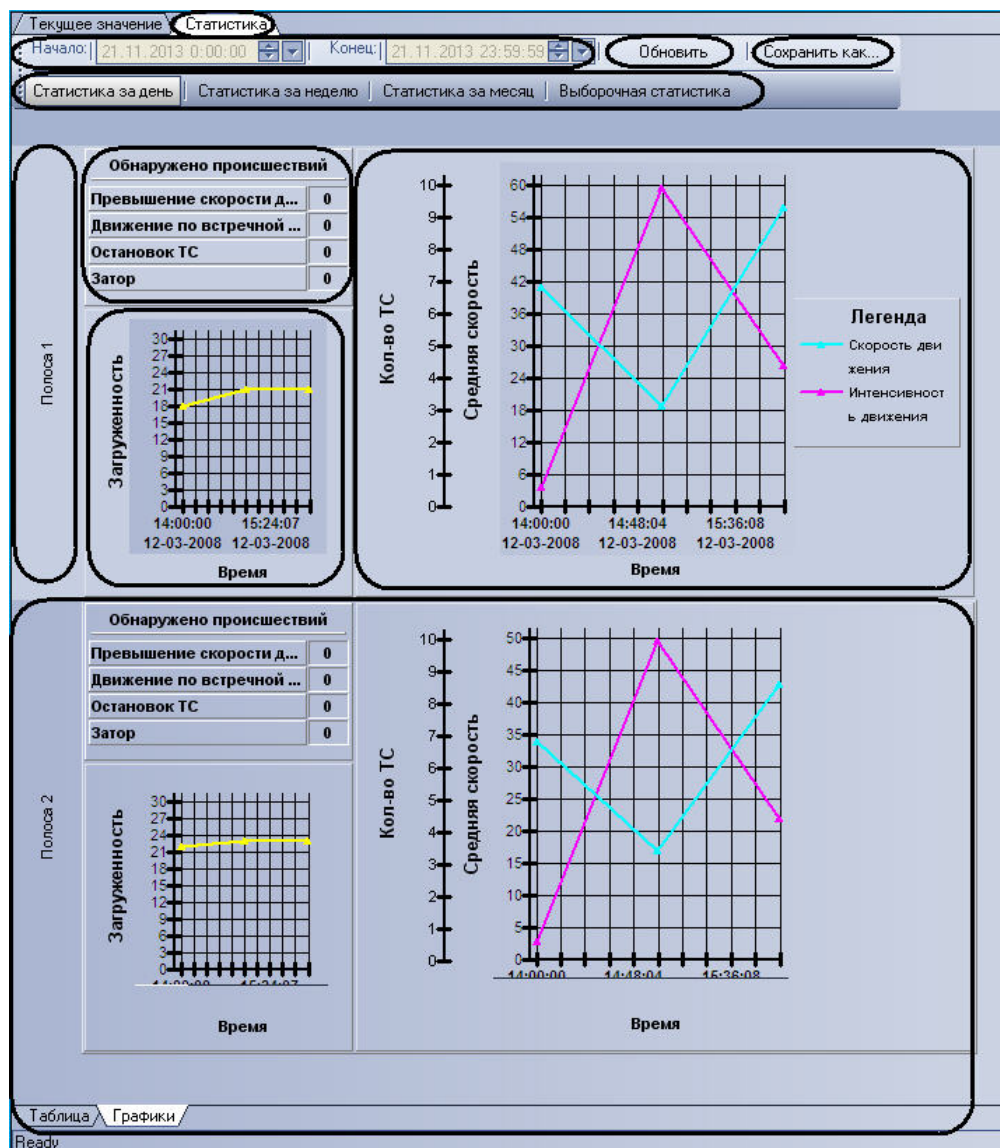 Текущее значение Статистика
Начало: 21.11.2013 0:00:00 Конец: 21.11.2013 23:59:59 Обновить Сохранить как...
Статистика за день Статистика за неделю Статистика за месяц Выборочная статистика
Полоса 1
Обнаружено происшествий
Превышение скорости д... 0
Движение по встречной ... 0
Остановок ТС 0
Затор 0
Загруженность
30
27
24
21
18
15
12
9
6
3
0
14:00:00 15:24:07
12-03-2008 12-03-2008
Время
Кол-во ТС
10
9
8
7
6
5
4
3
2
1
0
Средняя скорость
60
54
48
42
36
30
24
18
12
6
0
14:00:00 14:48:04 15:36:08
12-03-2008 12-03-2008 12-03-2008
Время
Легенда
Скорость дви
жения
Интенсивност
ь движения
Полоса 2
Обнаружено происшествий
Превышение скорости д... 0
Движение по встречной ... 0
Остановок ТС 0
Затор 0
Загруженность
30
27
24
21
18
15
12
9
6
3
0
14:00:00 15:24:07
Время
Кол-во ТС
10
9
8
7
6
5
4
3
2
1
0
Средняя скорость
50
45
40
35
30
25
20
15
10
5
0
14:00:00 14:48:04 15:36:08
Время
Таблица Графики
Ready